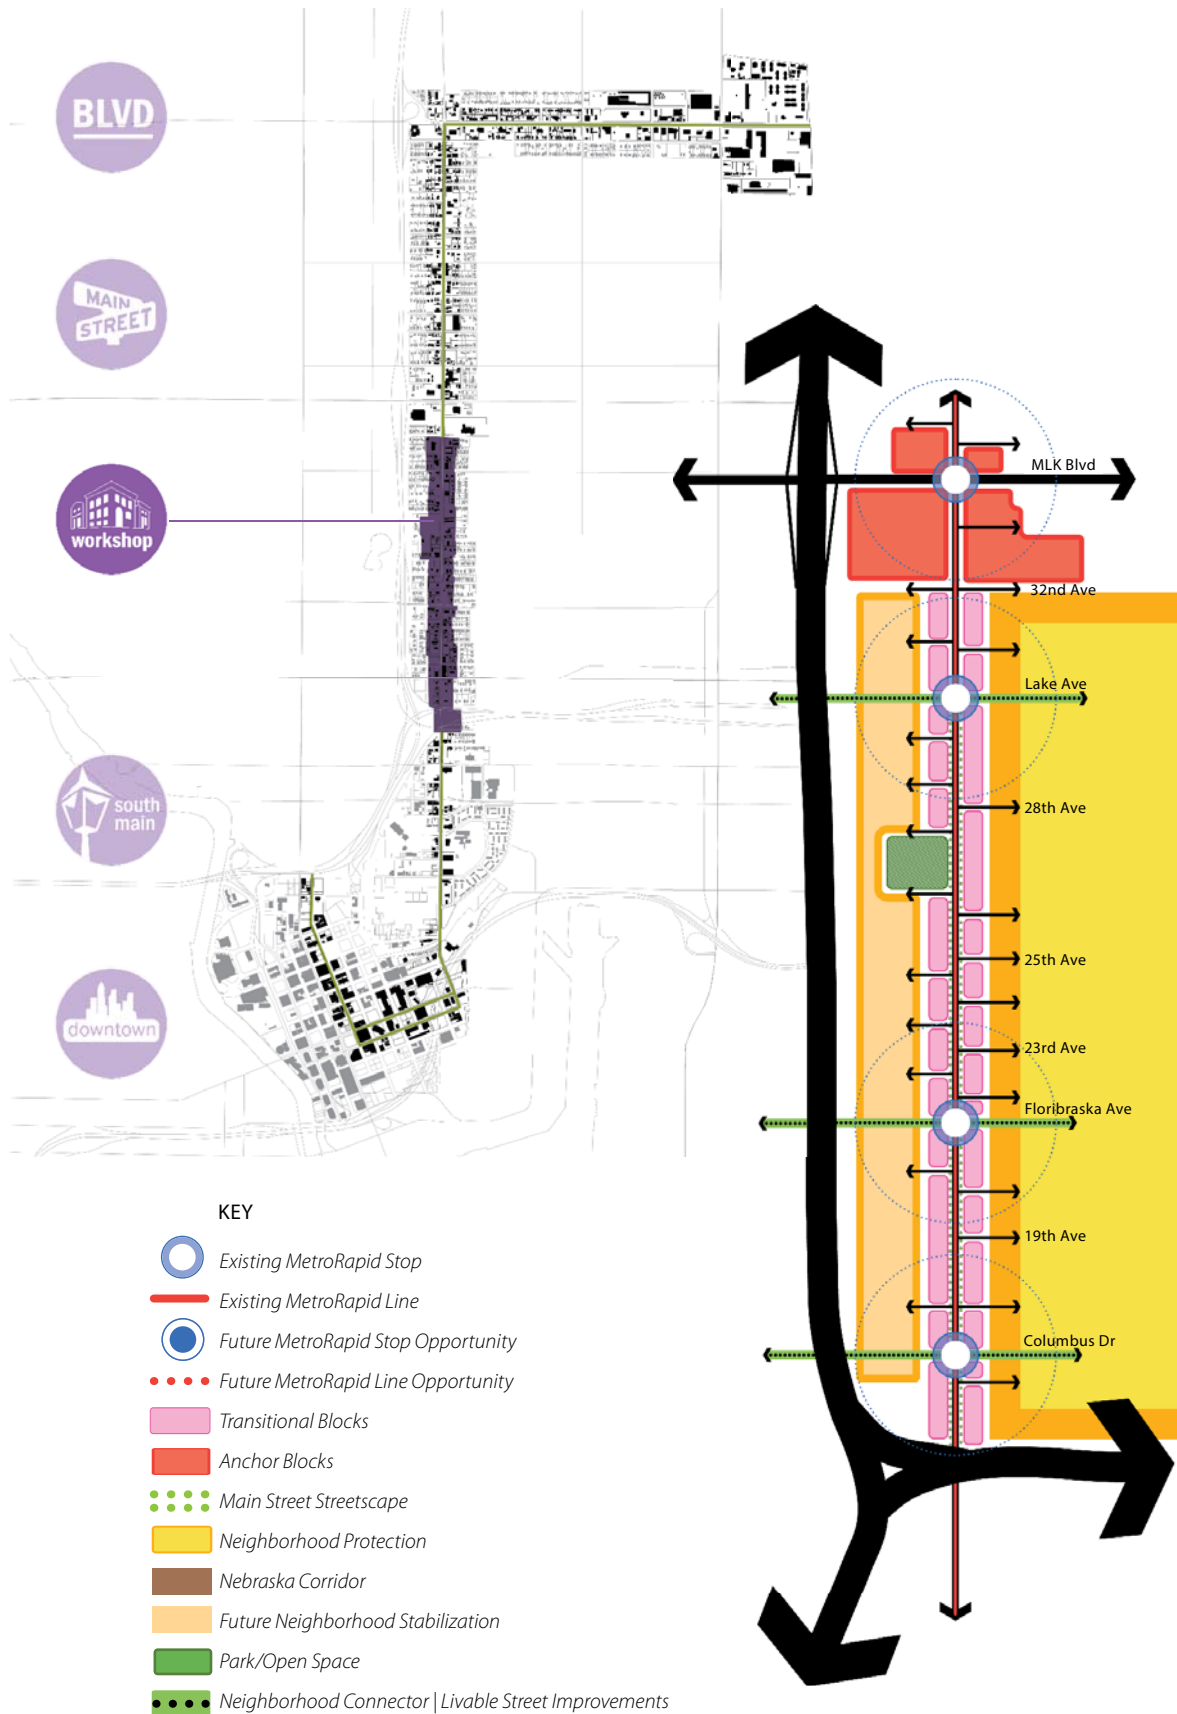 BLVD
MAIN
STREET
workshop
south
main
downtown
MLK Blvd
32nd Ave
Lake Ave
28th Ave
25th Ave
23rd Ave
Floribraska Ave
19th Ave
Columbus Dr
KEY
Existing MetroRapid Stop
Existing MetroRapid Line
Future MetroRapid Stop Opportunity
Future MetroRapid Line Opportunity
Transitional Blocks
Anchor Blocks
Main Street Streetscape
Neighborhood Protection
Nebraska Corridor
Future Neighborhood Stabilization
Park/Open Space
Neighborhood Connector | Livable Street Improvements